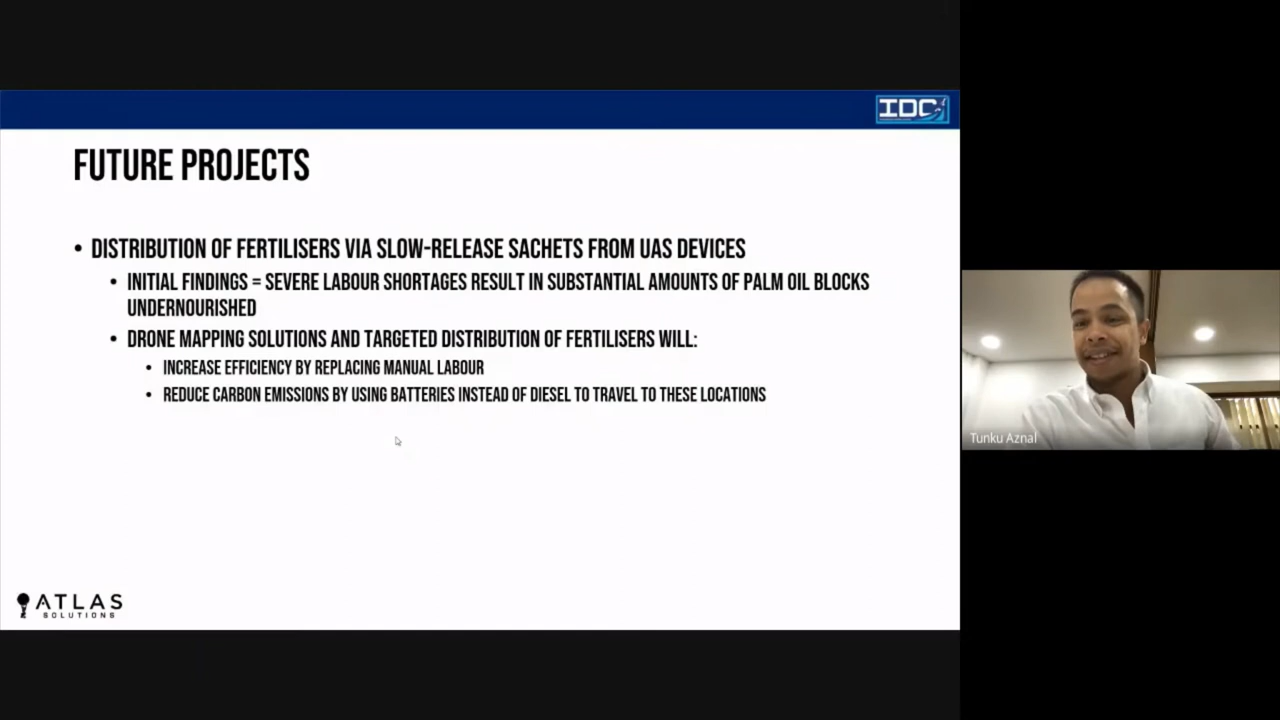 IDC
FUTURE PROJECTS
• DISTRIBUTION OF FERTILISERS VIA SLOW-RELEASE SACHETS FROM UAS DEVICES
• INITIAL FINDINGS = SEVERE LABOUR SHORTAGES RESULT IN SUBSTANTIAL AMOUNTS OF PALM OIL BLOCKS
UNDERNOURISHED
• DRONE MAPPING SOLUTIONS AND TARGETED DISTRIBUTION OF FERTILISERS WILL:
• INCREASE EFFICIENCY BY REPLACING MANUAL LABOUR
• REDUCE CARBON EMISSIONS BY USING BATTERIES INSTEAD OF DIESEL TO TRAVEL TO THESE LOCATIONS
Tunku Aznal
ATLAS
SOLUTIONS